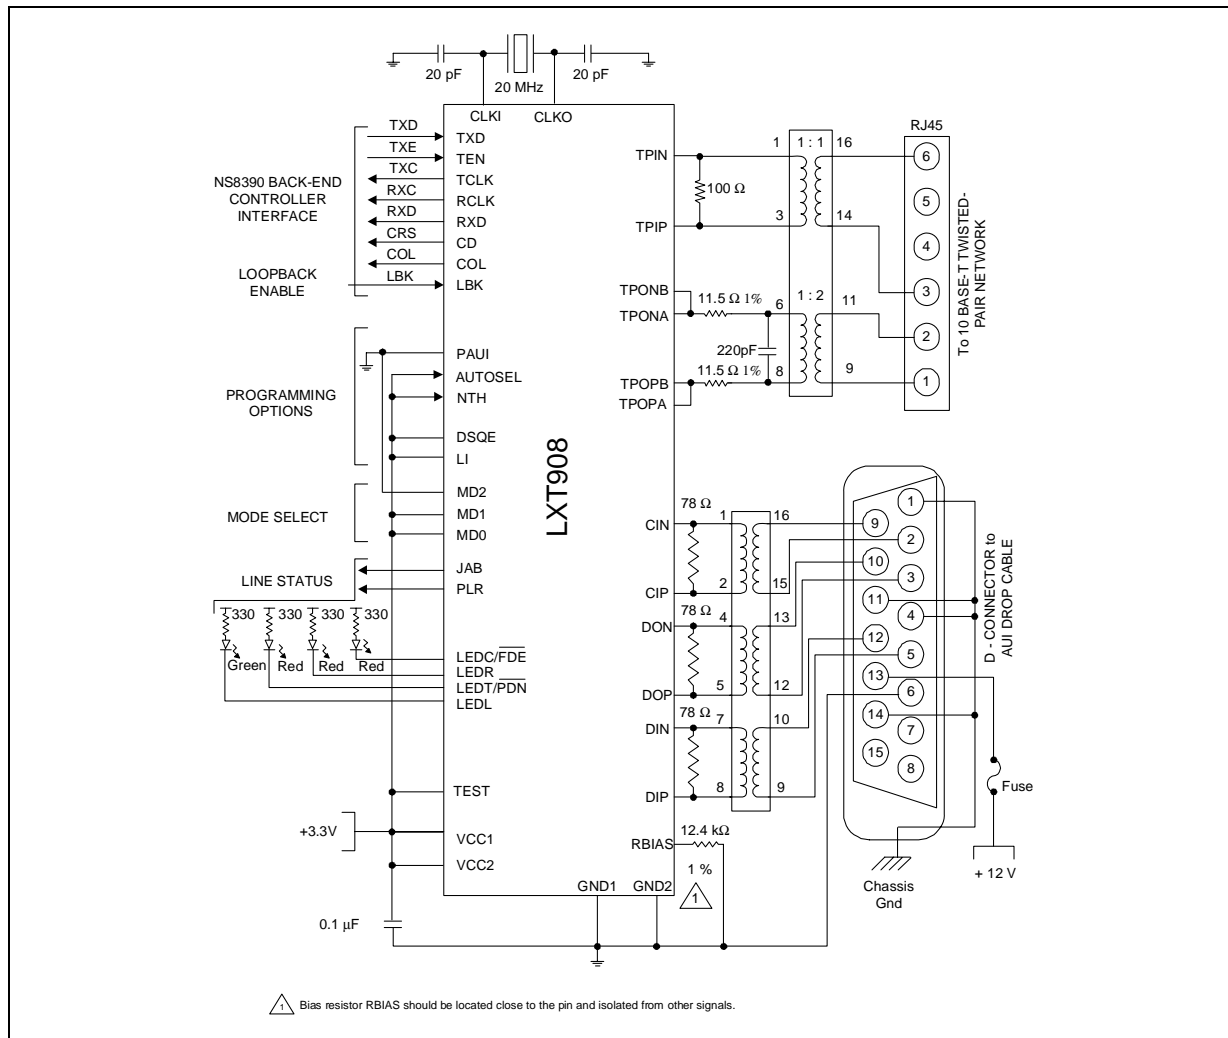 20 pF
20 MHz
20 pF
CLKI
CLKO
NS8390 BACK-END
CONTROLLER
INTERFACE
TXD
TXE
TXC
RXC
RXD
CRS
COL
LBK
LOOPBACK
ENABLE
TXD
TEN
TCLK
RCLK
RXD
CD
COL
LBK
PROGRAMMING
OPTIONS
PAUI
AUTOSEL
NTH
DSQE
LI
MODE SELECT
MD2
MD1
MD0
LINE STATUS
JAB
PLR
330
330
330
330
Green
Red
Red
Red
LEDC/FDE
LEDR
LEDT/PDN
LEDL
TEST
+3.3V
VCC1
VCC2
0.1 µF
GND1
GND2
LXT908
TPIN
TPIP
100 Ω
1
1 : 1
16
3
14
TPONB
TPONA
11.5 Ω 1%
220pF
11.5 Ω 1%
TPOPB
TPOPA
6
1 : 2
11
8
9
RJ45
6
5
4
3
2
1
To 10 BASE-T TWISTED-
PAIR NETWORK
CIN
CIP
78 Ω
1
16
2
15
DON
DOP
78 Ω
4
13
5
12
DIN
DIP
78 Ω
7
10
8
9
RBIAS
12.4 kΩ
1 %
1
1
9
2
10
3
11
4
12
5
13
6
14
7
15
8
D - CONNECTOR to
AUI DROP CABLE
Fuse
+ 12 V
Chassis
Gnd
1
Bias resistor RBIAS should be located close to the pin and isolated from other signals.